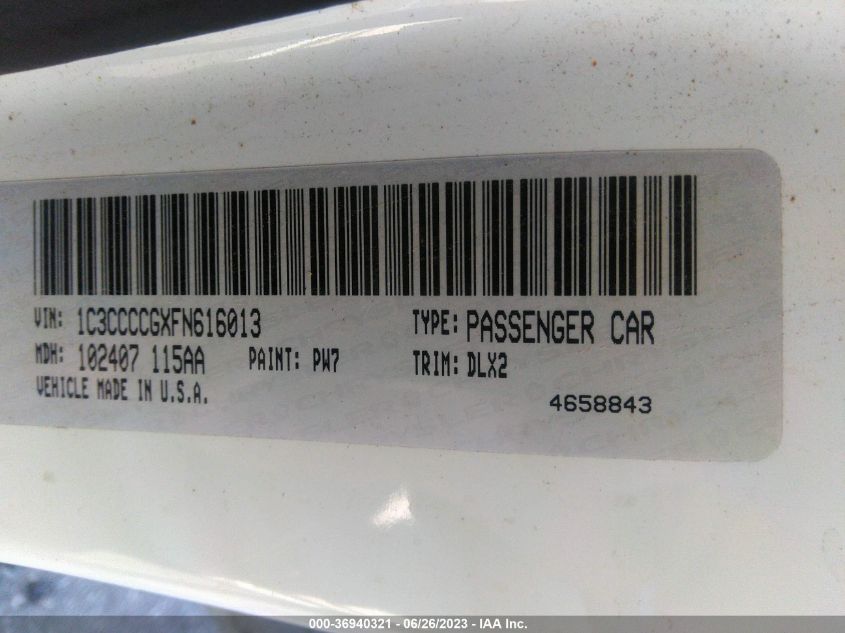 VIN: 1C3CCCCGXFN616013 TYPE: PASSENGER CAR
MDH: 102407 115AA PAINT: PW7 TRIM: DLX2
VEHICLE MADE IN U.S.A. 4658843
000-36940321 - 06/26/2023 - IAA Inc.